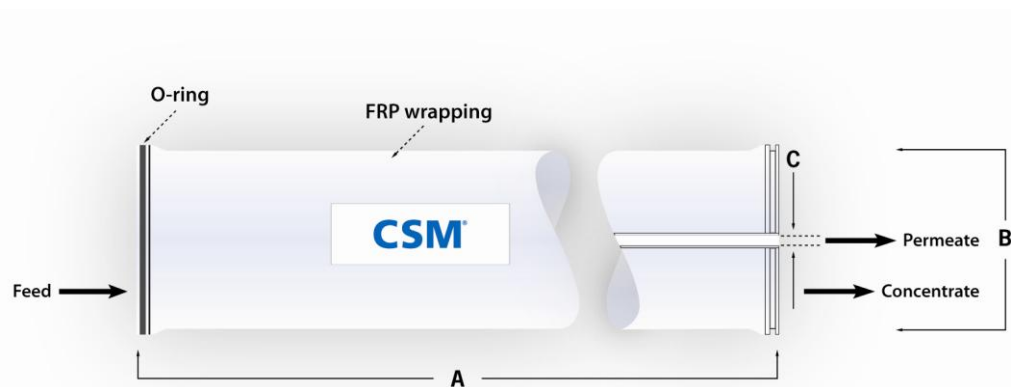 O-ring
FRP wrapping
C
CSM®
Permeate
B
Feed
Concentrate
A